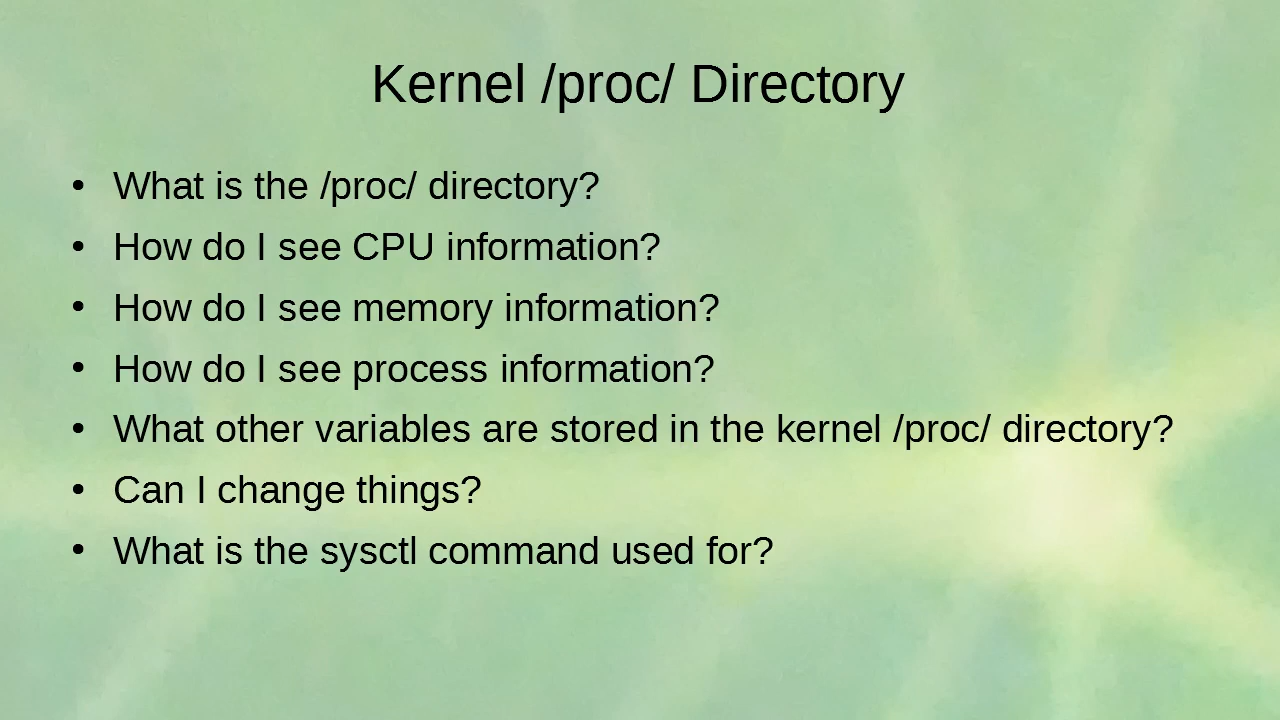 Kernel /proc/ Directory
• What is the /proc/ directory?
• How do I see CPU information?
• How do I see memory information?
• How do I see process information?
• What other variables are stored in the kernel /proc/ directory?
• Can I change things?
• What is the sysctl command used for?